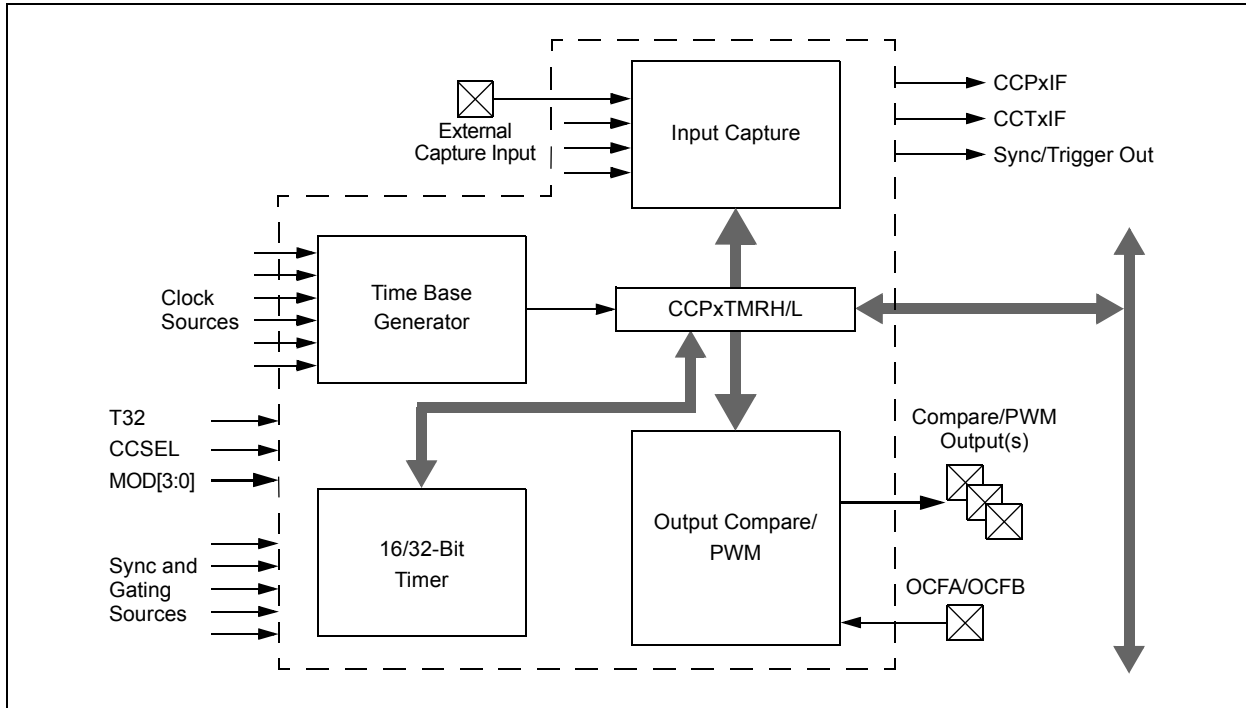 External
Capture Input
Input Capture
CCPxIF
CCTxIF
Sync/Trigger Out
Clock
Sources
Time Base
Generator
CCPxTMRH/L
T32
CCSEL
MOD[3:0]
Sync and
Gating
Sources
16/32-Bit
Timer
Output Compare/
PWM
Compare/PWM
Output(s)
OCFA/OCFB